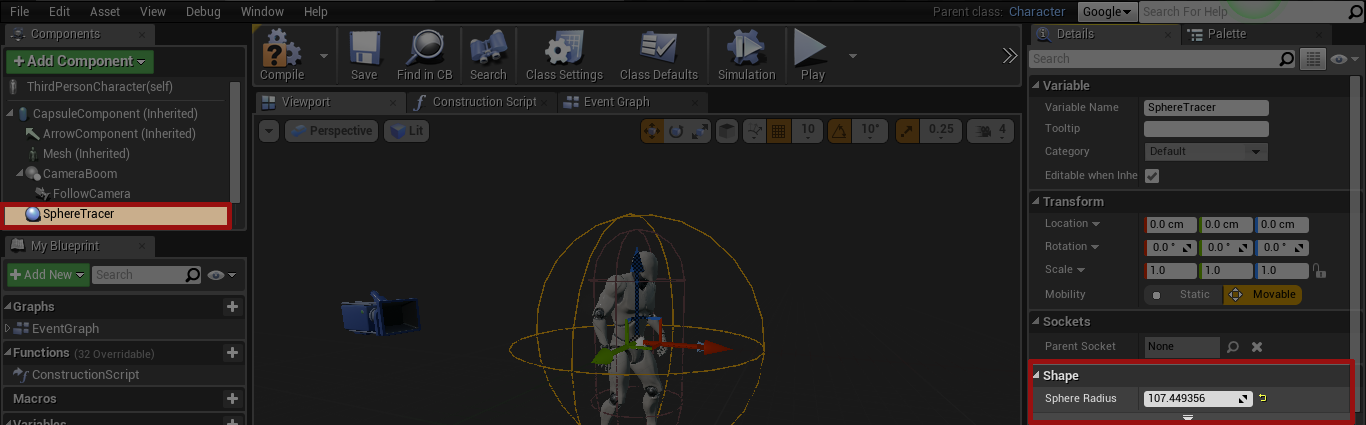 File Edit Asset View Debug Window Help Parent class: Character Google Search For Help
Components
+Add Component
ThirdPersonCharacter(self)
CapsuleComponent (Inherited)
ArrowComponent (Inherited)
Mesh (Inherited)
CameraBoom
FollowCamera
SphereTracer
My Blueprint
+Add New Search
Graphs
EventGraph
Functions (32 Overridable)
ConstructionScript
Macros
Variables
Compile Save Find in CB Search Class Settings Class Defaults Simulation Play
Viewport Construction Script Event Graph
Perspective Lit 10 10° 0.25 4
Details Palette
Search
Variable
Variable Name SphereTracer
Tooltip
Category Default
Editable when Inhe
Transform
Location 0.0 cm 0.0 cm 0.0 cm
Rotation 0.0 ° 0.0 ° 0.0 °
Scale 1.0 1.0 1.0
Mobility Static Movable
Sockets
Parent Socket None
Shape
Sphere Radius 107.449356